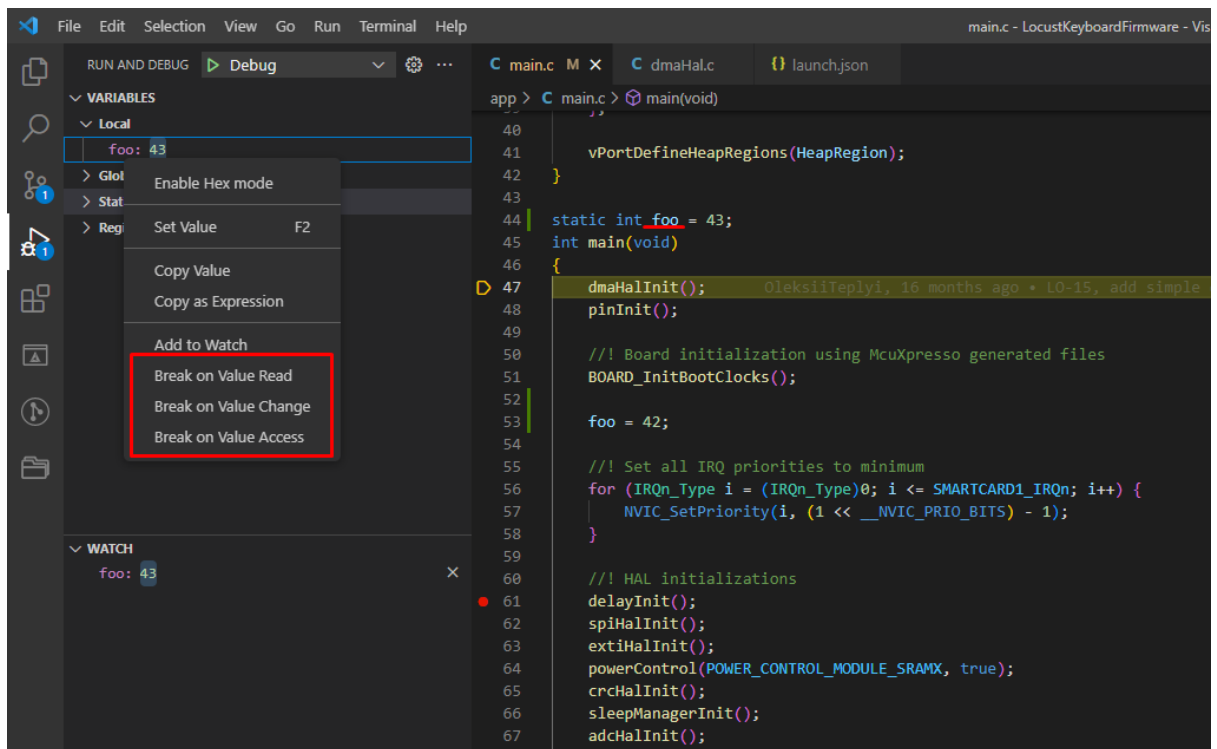 File Edit Selection View Go Run Terminal Help main.c - LocustKeyboardFirmware - Vis
RUN AND DEBUG Debug ···
VARIABLES
Local
foo: 43
Glo
Stat
Regi
Enable Hex mode
Set Value F2
Copy Value
Copy as Expression
Add to Watch
Break on Value Read
Break on Value Change
Break on Value Access
WATCH
foo: 43
1
1
C main.c M C dmaHal.c {} launch.json
app > C main.c > main(void)
40
41 vPortDefineHeapRegions(HeapRegion);
42 }
43
44 static int foo = 43;
45 int main(void)
46 {
47 dmaHalInit(); OleksiiTeplyi, 16 months ago • LO-15, add simple
48 pinInit();
49
50 //! Board initialization using McuXpresso generated files
51 BOARD_InitBootClocks();
52
53 foo = 42;
54
55 //! Set all IRQ priorities to minimum
56 for (IRQn_Type i = (IRQn_Type)0; i <= SMARTCARD1_IRQn; i++) {
57 NVIC_SetPriority(i, (1 << __NVIC_PRIO_BITS) - 1);
58 }
59
60 //! HAL initializations
61 delayInit();
62 spiHalInit();
63 extiHalInit();
64 powerControl(POWER_CONTROL_MODULE_SRAMX, true);
65 crcHalInit();
66 sleepManagerInit();
67 adcHalInit();